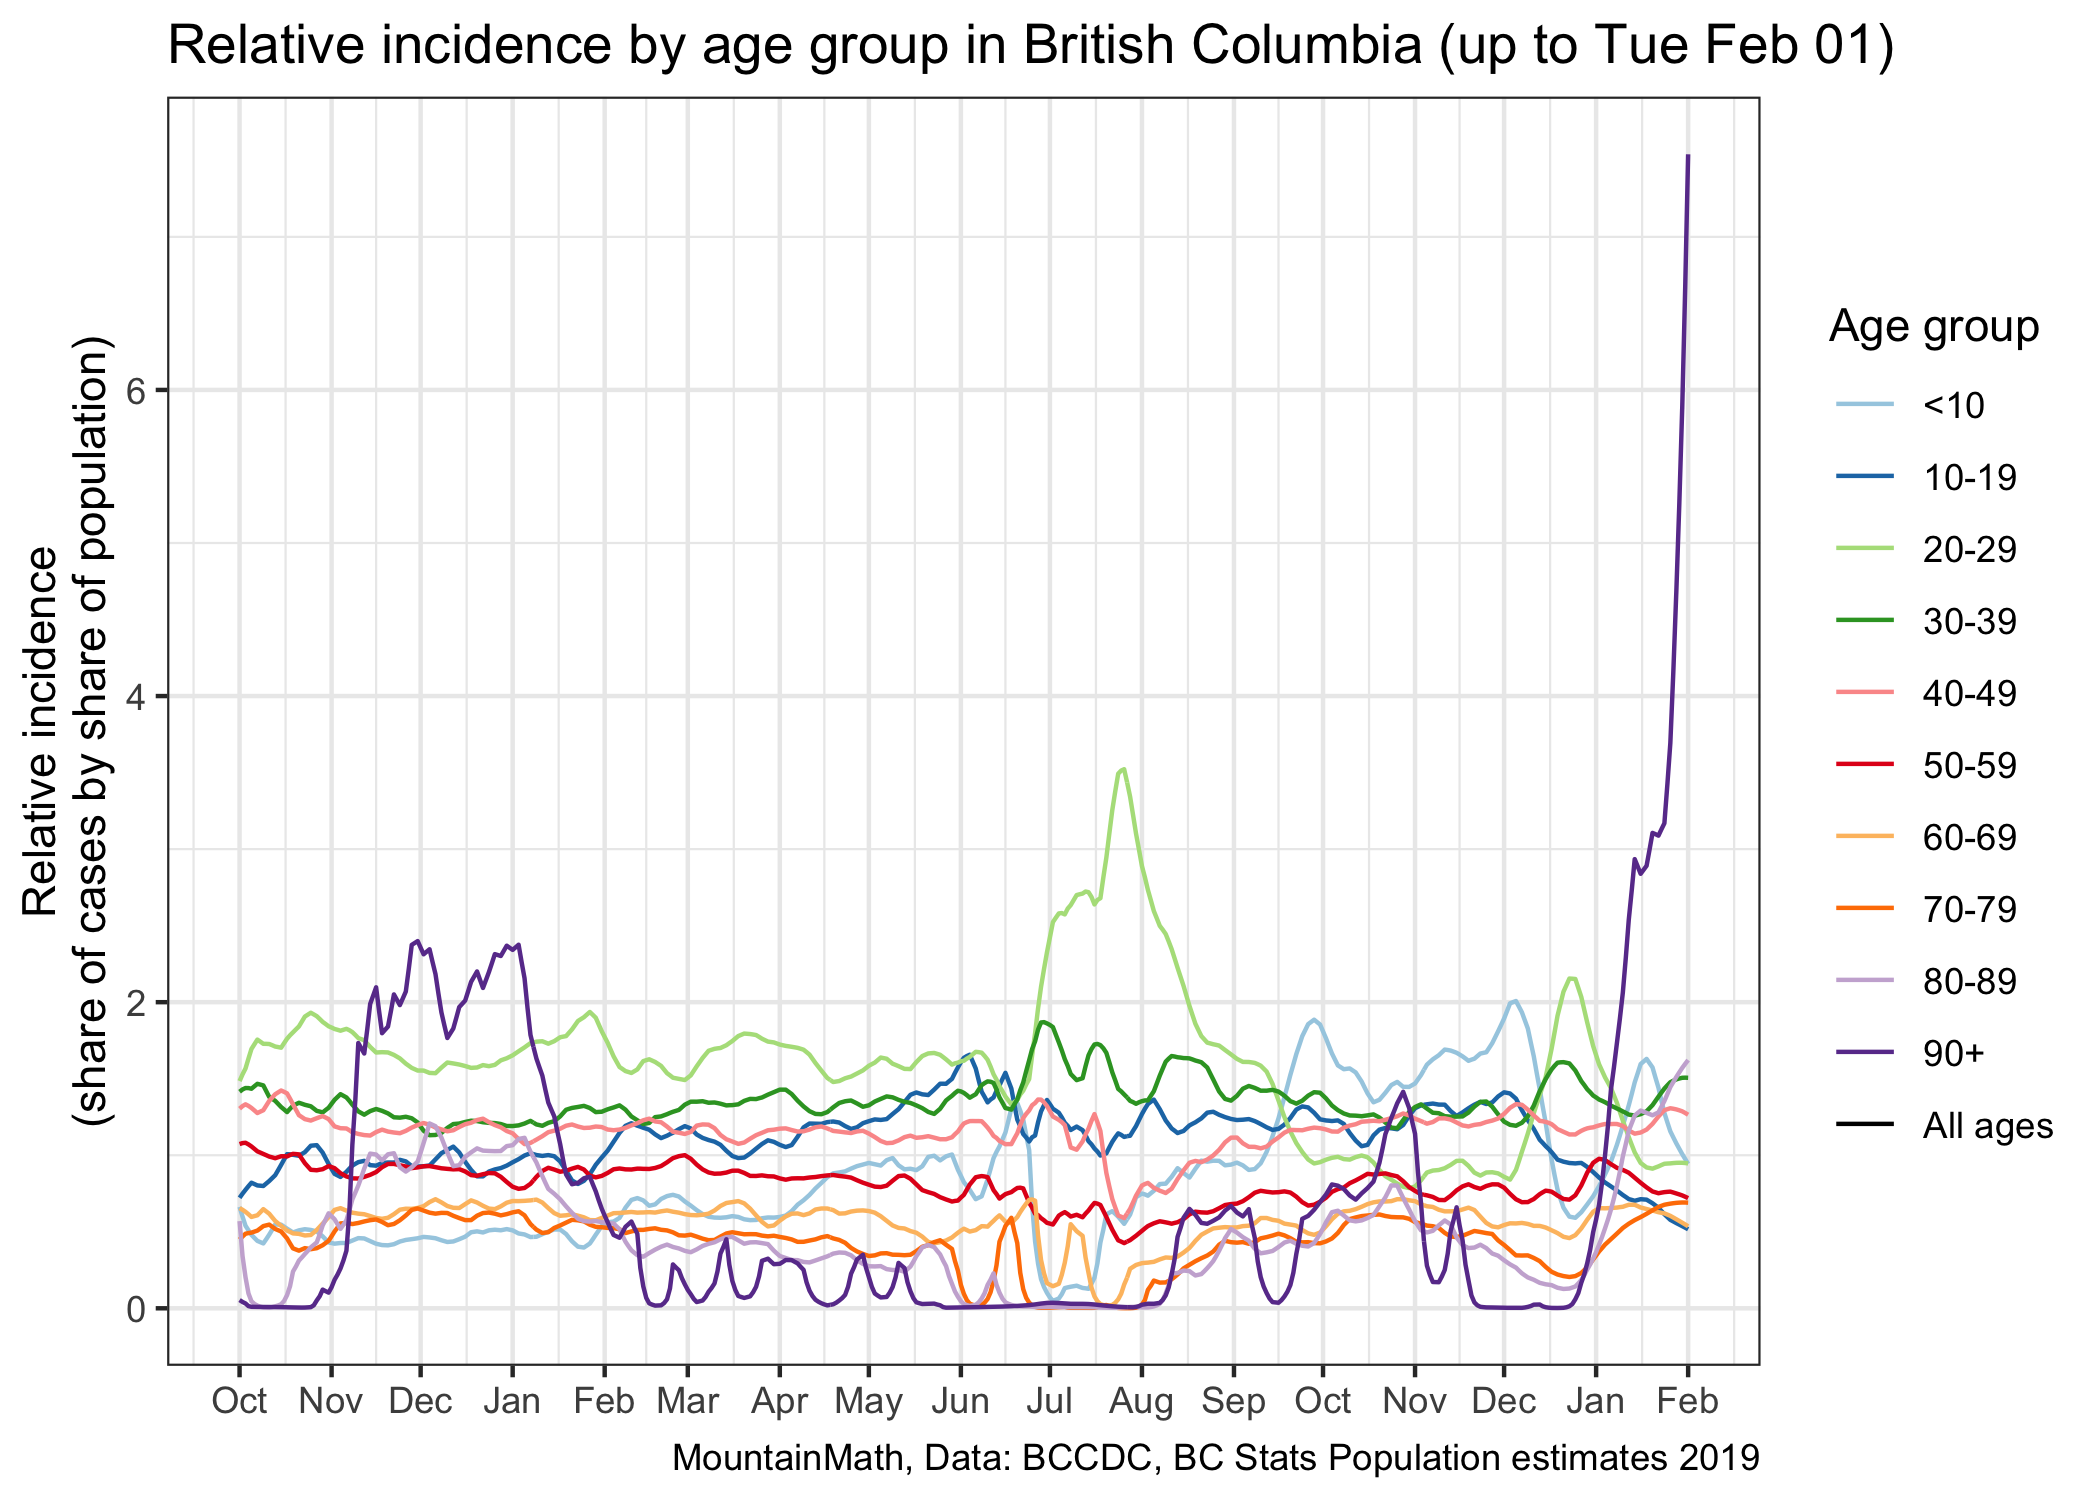 Relative incidence by age group in British Columbia (up to Tue Feb 01)
Relative incidence
(share of cases by share of population)
6
4
2
0
Oct Nov Dec Jan Feb Mar Apr May Jun Jul Aug Sep Oct Nov Dec Jan Feb
Age group
<10
10-19
20-29
30-39
40-49
50-59
60-69
70-79
80-89
90+
All ages
MountainMath, Data: BCCDC, BC Stats Population estimates 2019